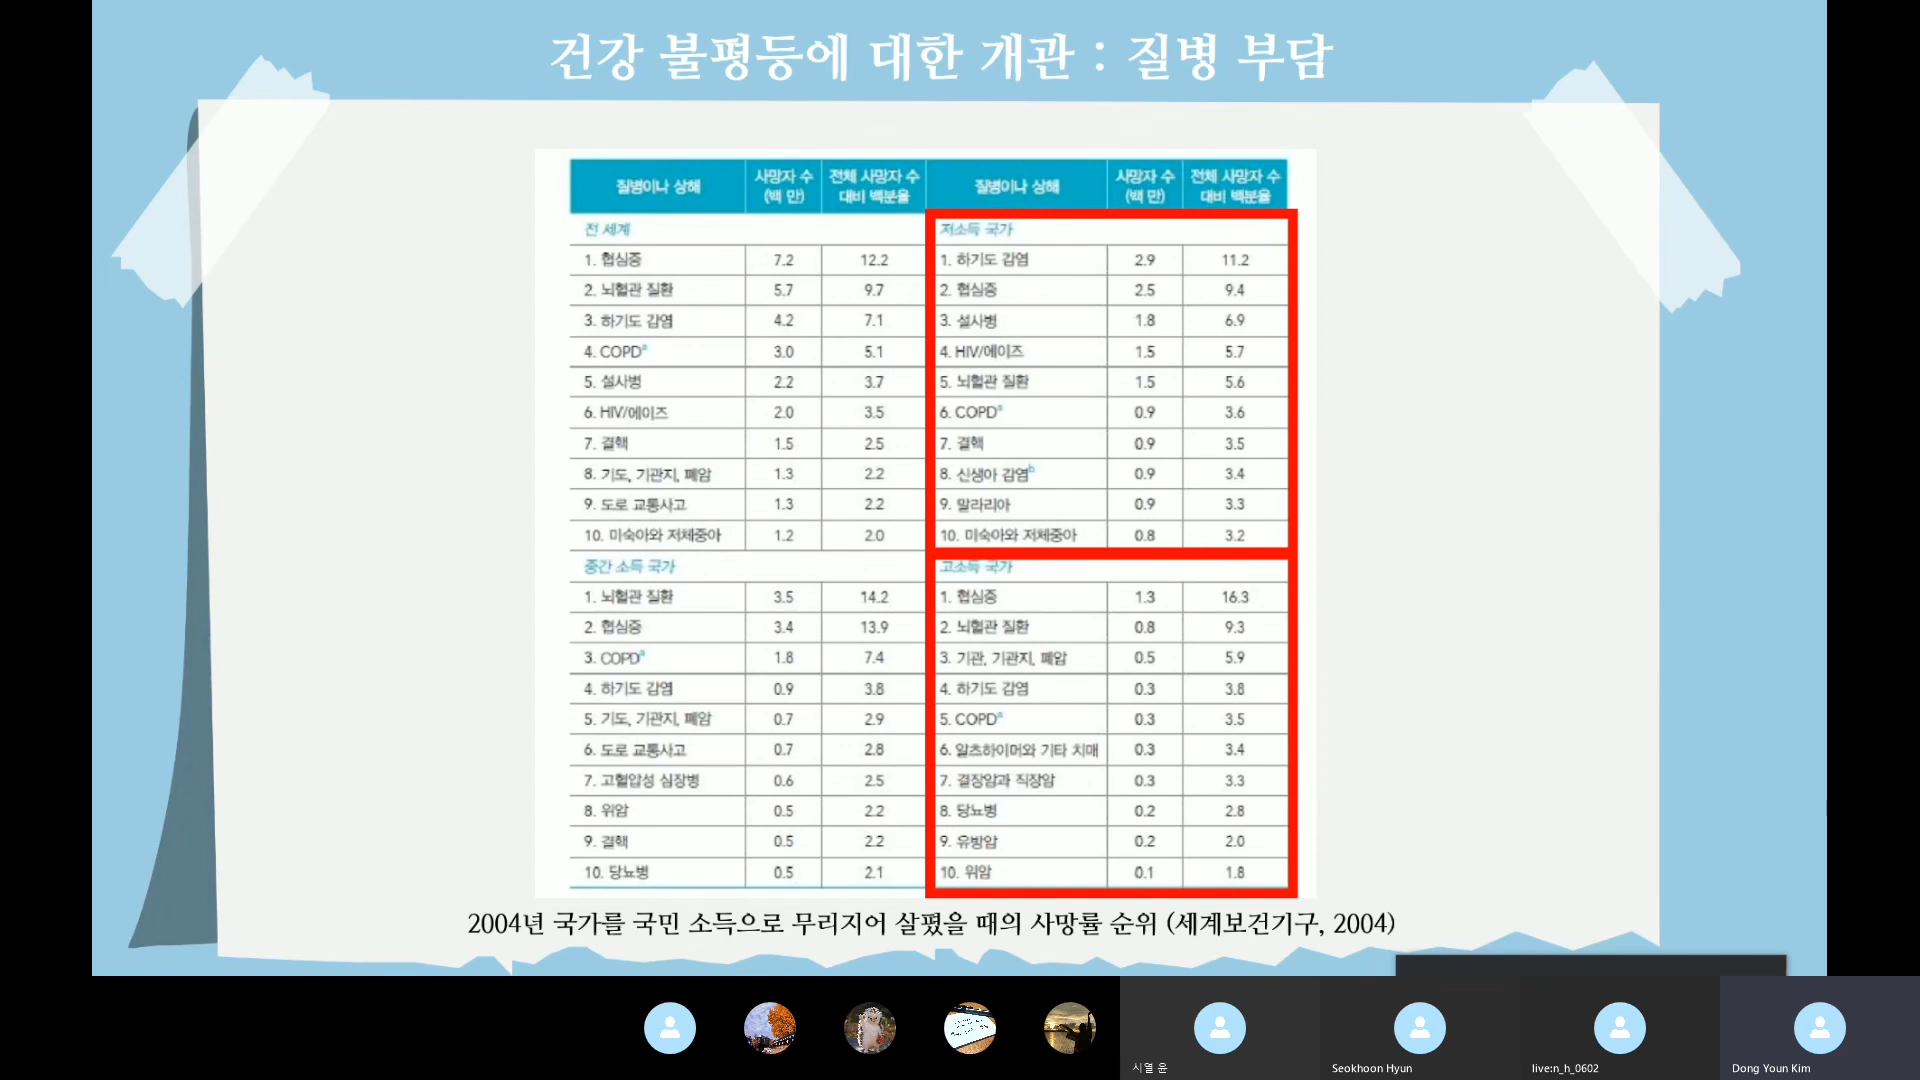 건강 불평등에 대한 개관 : 질병 부담
질병이나 상해 사망자 수 (백 만) 전체 사망자 수 대비 백분율
전 세계
1. 협심증 7.2 12.2
2. 뇌혈관 질환 5.7 9.7
3. 하기도 감염 4.2 7.1
4. COPDa 3.0 5.1
5. 설사병 2.2 3.7
6. HIV/에이즈 2.0 3.5
7. 결핵 1.5 2.5
8. 기도, 기관지, 폐암 1.3 2.2
9. 도로 교통사고 1.3 2.2
10. 미숙아와 저체중아 1.2 2.0
중간 소득 국가
1. 뇌혈관 질환 3.5 14.2
2. 협심증 3.4 13.9
3. COPDa 1.8 7.4
4. 하기도 감염 0.9 3.8
5. 기도, 기관지, 폐암 0.7 2.9
6. 도로 교통사고 0.7 2.8
7. 고혈압성 심장병 0.6 2.5
8. 위암 0.5 2.2
9. 결핵 0.5 2.2
10. 당뇨병 0.5 2.1
질병이나 상해 사망자 수 (백 만) 전체 사망자 수 대비 백분율
저소득 국가
1. 하기도 감염 2.9 11.2
2. 협심증 2.5 9.4
3. 설사병 1.8 6.9
4. HIV/에이즈 1.5 5.7
5. 뇌혈관 질환 1.5 5.6
6. COPDa 0.9 3.6
7. 결핵 0.9 3.5
8. 신생아 감염b 0.9 3.4
9. 말라리아 0.9 3.3
10. 미숙아와 저체중아 0.8 3.2
고소득 국가
1. 협심증 1.3 16.3
2. 뇌혈관 질환 0.8 9.3
3. 기관, 기관지, 폐암 0.5 5.9
4. 하기도 감염 0.3 3.8
5. COPDa 0.3 3.5
6. 알츠하이머와 기타 치매 0.3 3.4
7. 결장암과 직장암 0.3 3.3
8. 당뇨병 0.2 2.8
9. 유방암 0.2 2.0
10. 위암 0.1 1.8
2004년 국가를 국민 소득으로 무리지어 살폈을 때의 사망률 순위 (세계보건기구, 2004)
시열 윤
Seokhoon Hyun
live:n_h_0602
Dong Youn Kim